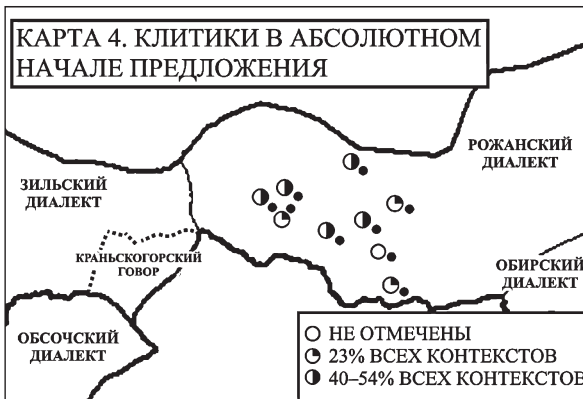 КАРТА 4. КЛИТИКИ В АБСОЛЮТНОМ
НАЧАЛЕ ПРЕДЛОЖЕНИЯ
РОЖАНСКИЙ
ДИАЛЕКТ
ЗИЛЬСКИЙ
ДИАЛЕКТ
КРАНЬСКОГОРСКИЙ
ГОВОР
ОБИРСКИЙ
ДИАЛЕКТ
ОБСОЧСКИЙ
ДИАЛЕКТ
НЕ ОТМЕЧЕНЫ
23% ВСЕХ КОНТЕКСТОВ
40–54% ВСЕХ КОНТЕКСТОВ